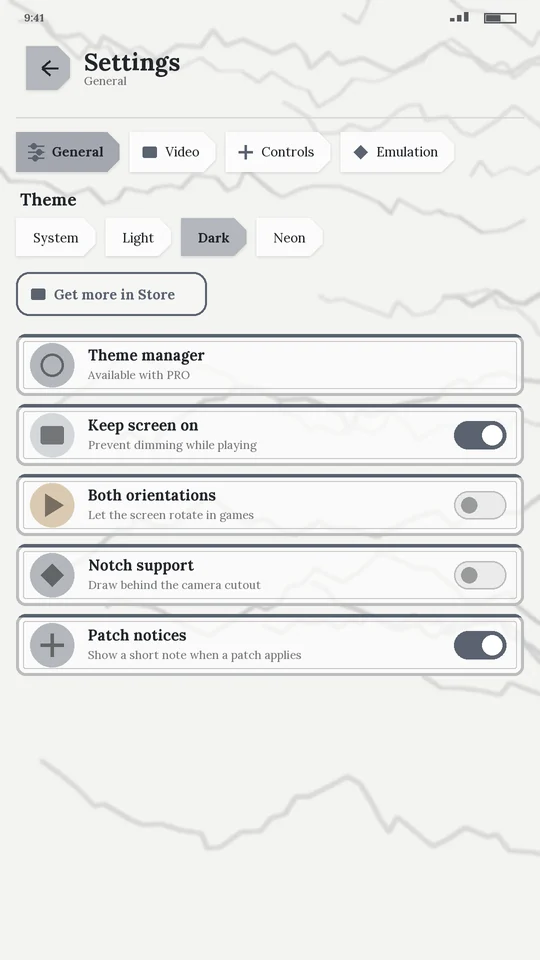 9:41
Settings
General
General
Video
Controls
Emulation
Theme
System
Light
Dark
Neon
Get more in Store
Theme manager
Available with PRO
Keep screen on
Prevent dimming while playing
Both orientations
Let the screen rotate in games
Notch support
Draw behind the camera cutout
Patch notices
Show a short note when a patch applies